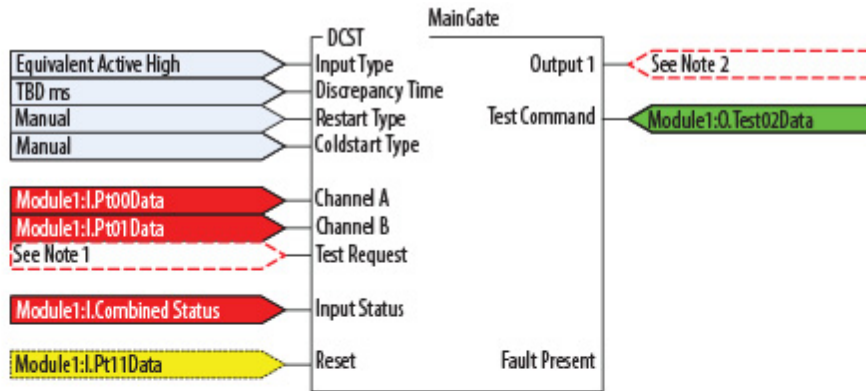 MainGate
DCST
Equivalent Active High Input Type Output 1 See Note 2
TBD ms Discrepancy Time
Manual Restart Type Test Command Module1:O.Test02Data
Manual Coldstart Type
Module1:I.Pt00Data Channel A
Module1:I.Pt01Data Channel B
See Note 1 Test Request
Module1:I.Combined Status Input Status
Module1:I.Pt11Data Reset Fault Present